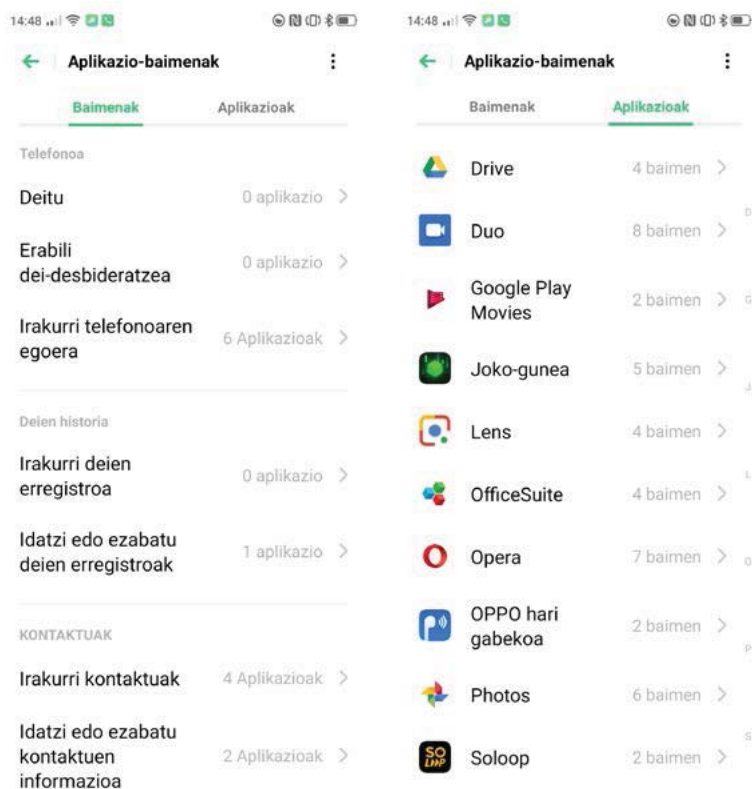 14:48
Aplikazio-baimenak
Baimenak Aplikazioak
Telefonoa
Deitu 0 aplikazio
Erabili
dei-desbideratzea 0 aplikazio
Irakurri telefonoaren
egoera 6 Aplikazioak
Deien historia
Irakurri deien
erregistroa 0 aplikazio
Idatzi edo ezabatu
deien erregistroak 1 aplikazio
KONTAKTUAK
Irakurri kontaktuak 4 Aplikazioak
Idatzi edo ezabatu
kontaktuen
informazioa 2 Aplikazioak
14:48
Aplikazio-baimenak
Baimenak Aplikazioak
Drive 4 baimen
D
Duo 8 baimen
Google Play
Movies 2 baimen
G
Joko-gunea 5 baimen
J
Lens 4 baimen
L
OfficeSuite 4 baimen
Opera 7 baimen
O
OPPO hari
gabekoa 2 baimen
P
Photos 6 baimen
S
SO
LOOP
Soloop 2 baimen